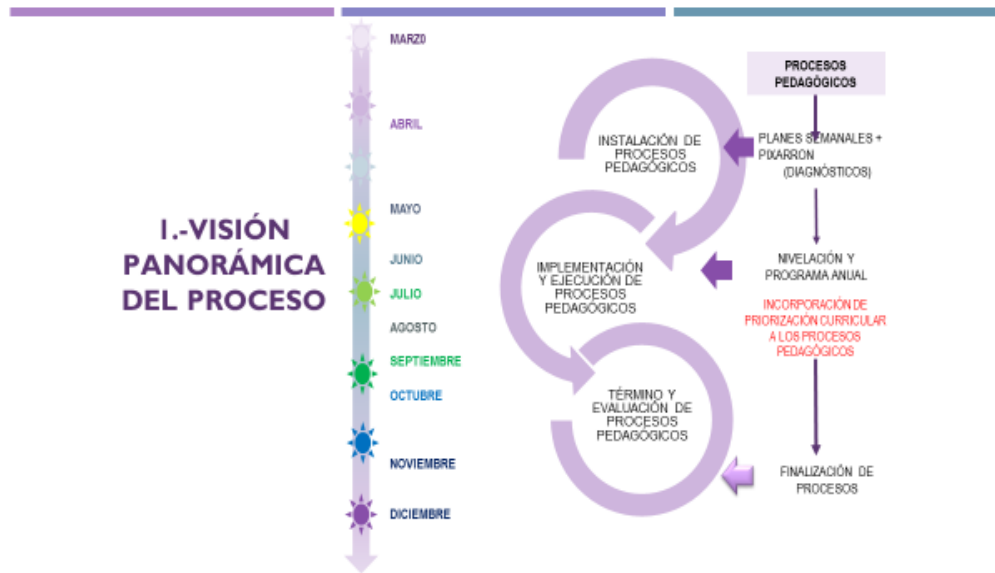 I.-VISIÓN
PANORÁMICA
DEL PROCESO
MARZ0
ABRIL
MAYO
JUNIO
JULIO
AGOSTO
SEPTIEMBRE
OCTUBRE
NOVIEMBRE
DICIEMBRE
INSTALACIÓN DE
PROCESOS
PEDAGÓGICOS
IMPLEMENTACIÓN
Y EJECUCIÓN DE
PROCESOS
PEDAGÓGICOS
TÉRMINO Y
EVALUACIÓN DE
PROCESOS
PEDAGÓGICOS
PROCESOS
PEDAGÓGICOS
PLANES SEMANALES +
PIXARRON
(DIAGNÓSTICOS)
NIVELACIÓN Y
PROGRAMA ANUAL
INCORPORACIÓN DE
PRIORIZACIÓN CURRICULAR
A LOS PROCESOS
PEDAGÓGICOS
FINALIZACIÓN DE
PROCESOS